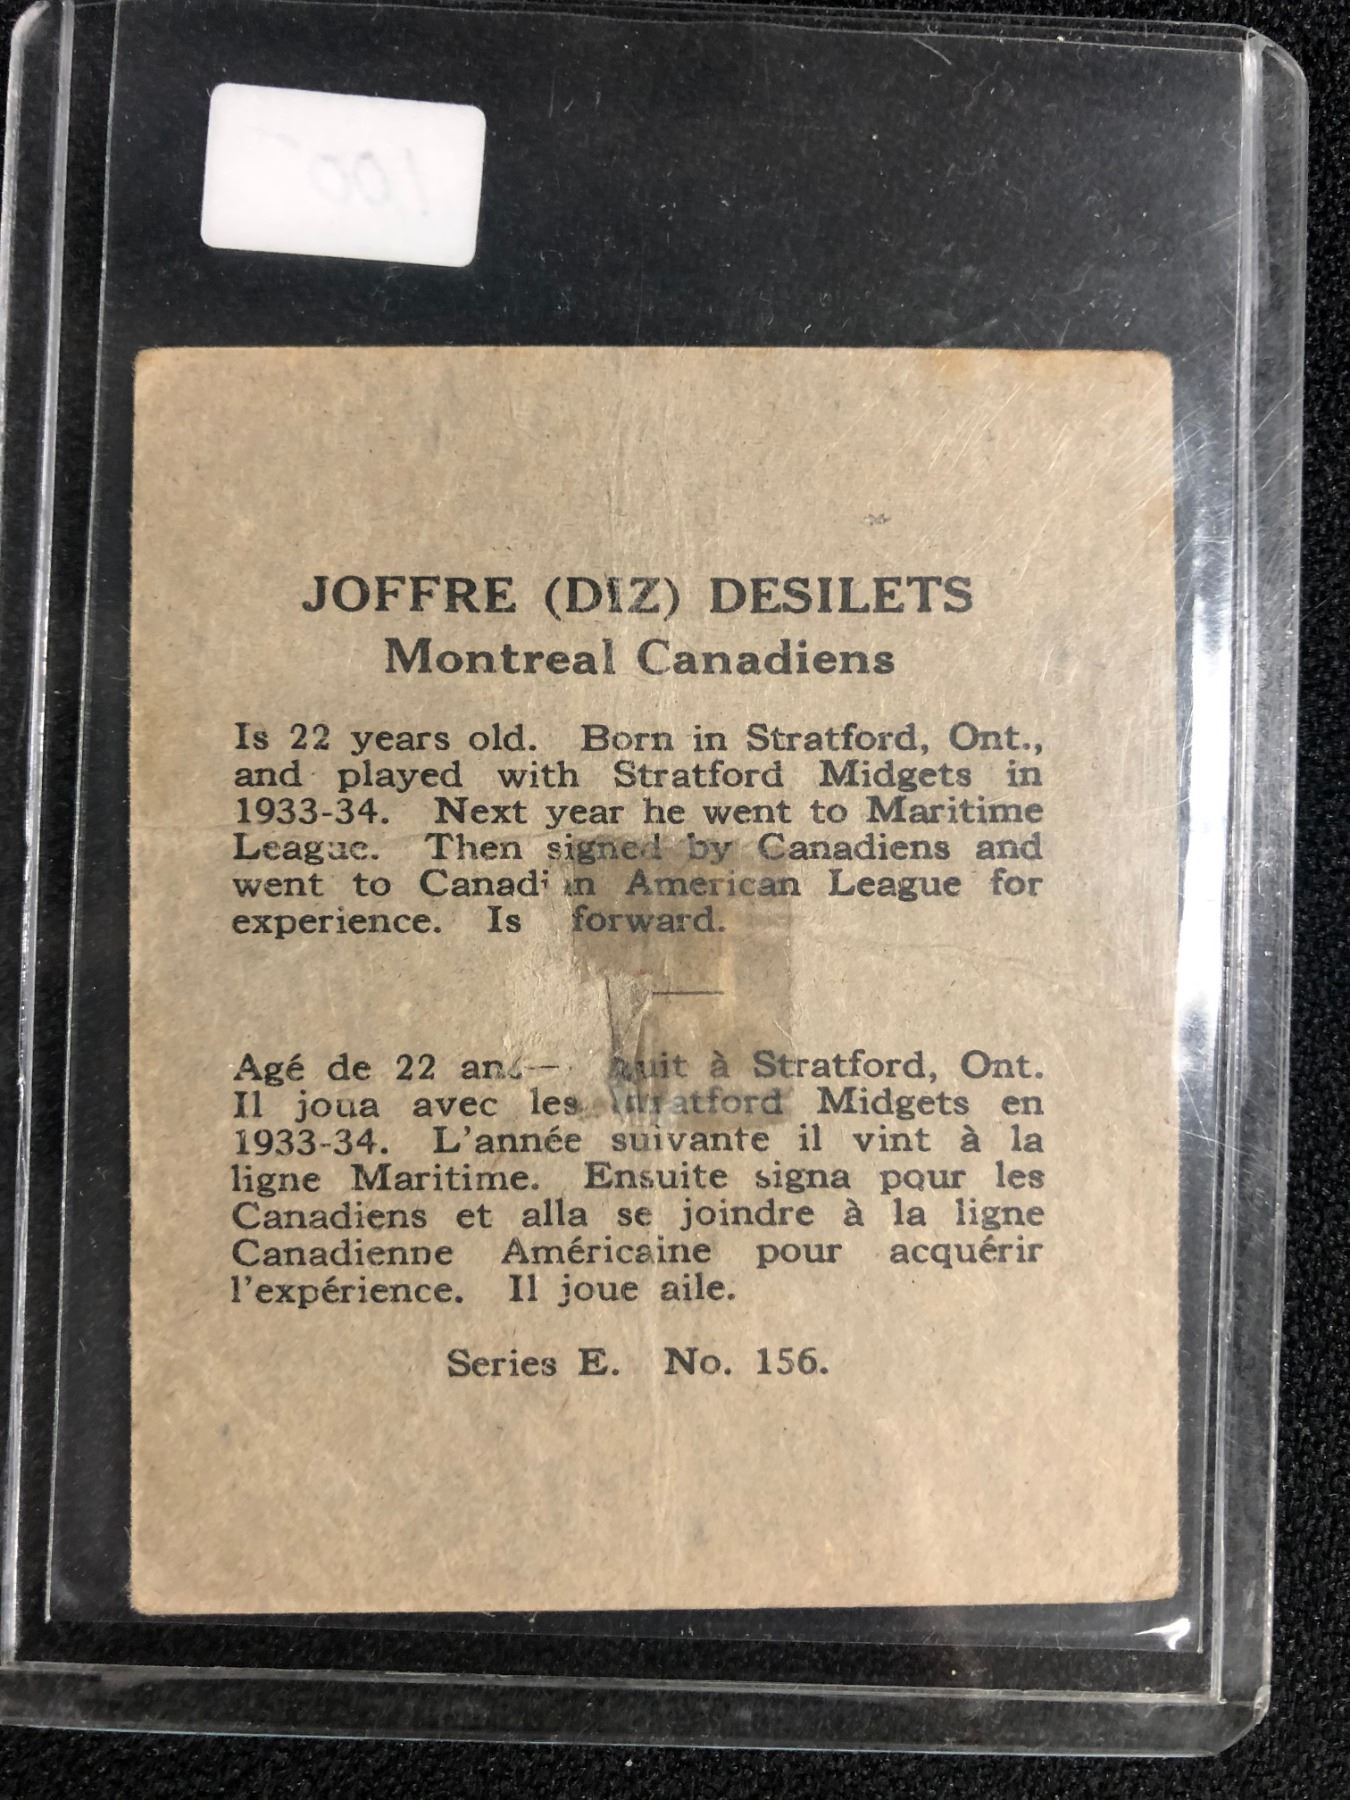 100
JOFFRE (DIZ) DESILETS
Montreal Canadiens
Is 22 years old. Born in Stratford, Ont.,
and played with Stratford Midgets in
1933-34. Next year he went to Maritime
League. Then signed by Canadiens and
went to Canadian American League for
experience. Is forward.
Agé de 22 ans à Stratford, Ont.
Il joua avec les Stratford Midgets en
1933-34. L'année suivante il vint à la
ligne Maritime. Ensuite signa pour les
Canadiens et alla se joindre à la ligne
Canadienne Américaine pour acquérir
l'expérience. Il joue aile.
Series E. No. 156.